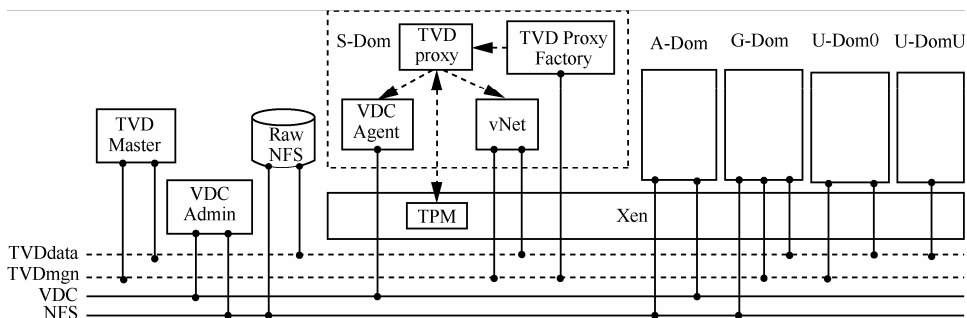 S-Dom
TVD
proxy
TVD Proxy
Factory
A-Dom
G-Dom
U-Dom0
U-DomU
VDC
Agent
vNet
TVD
Master
Raw
NFS
VDC
Admin
TPM
Xen
TVDdata
TVDmgn
VDC
NFS